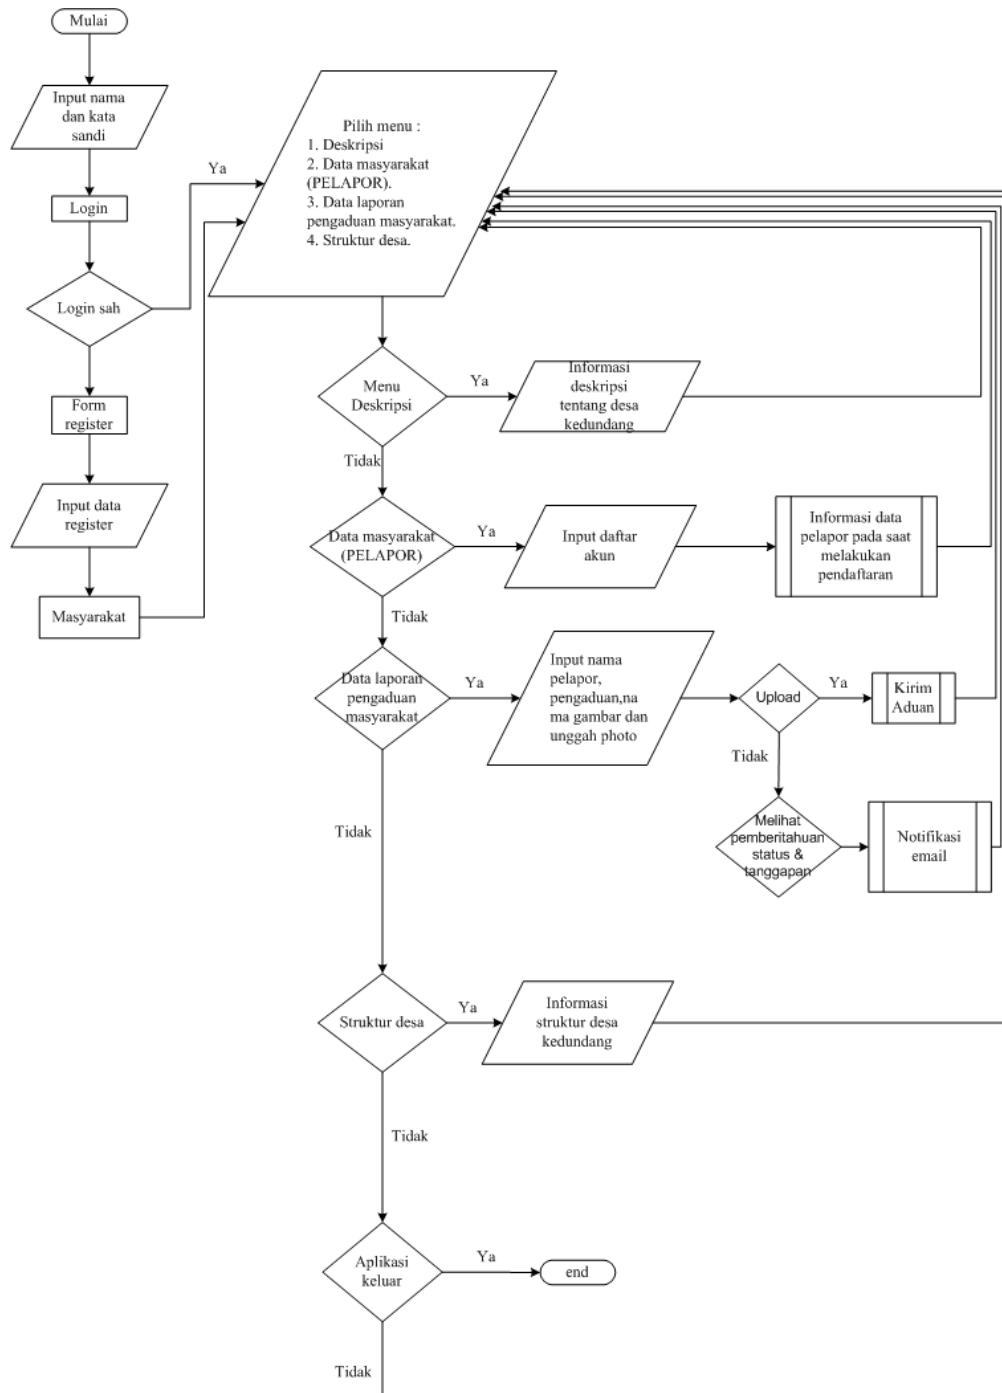 Mulai
Input nama
dan kata
sandi
Login
Login sah
Ya
Form
register
Input data
register
Masyarakat
Pilih menu :
1. Deskripsi
2. Data masyarakat
(PELAPOR).
3. Data laporan
pengaduan masyarakat.
4. Struktur desa.
Menu
Deskripsi
Ya
Informasi
deskripsi
tentang desa
kedundang
Tidak
Data masyarakat
(PELAPOR)
Ya
Input daftar
akun
Informasi data
pelapor pada saat
melakukan
pendaftaran
Tidak
Data laporan
pengaduan
masyarakat
Ya
Input nama
pelapor,
pengaduan,na
ma gambar dan
unggah photo
Upload
Ya
Kirim
Aduan
Tidak
Melihat
pemberitahuan
status &
tanggapan
Notifikasi
email
Tidak
Struktur desa
Ya
Informasi
struktur desa
kedundang
Tidak
Aplikasi
keluar
Ya
end
Tidak